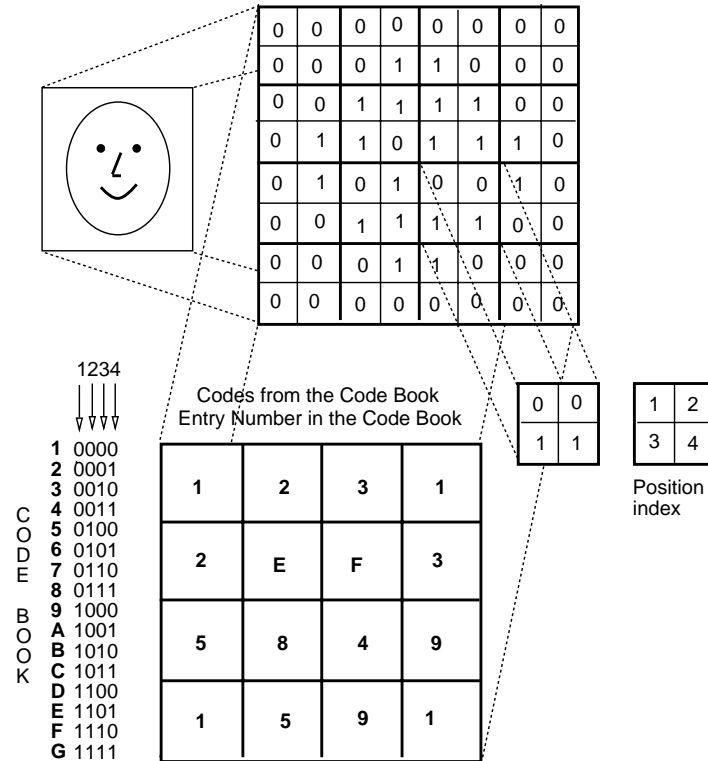 0 0 0 0 0 0 0 0
0 0 0 1 1 0 0 0
0 0 1 1 1 1 0 0
0 1 1 0 1 1 1 0
0 1 0 1 0 0 1 0
0 0 1 1 1 1 0 0
0 0 0 1 1 0 0 0
0 0 0 0 0 0 0 0
1234
Codes from the Code Book
Entry Number in the Code Book
0 0
1 1
1 2
3 4
Position
index
CODE BOOK
1 0000
2 0001
3 0010
4 0011
5 0100
6 0101
7 0110
8 0111
9 1000
A 1001
B 1010
C 1011
D 1100
E 1101
F 1110
G 1111
1 2 3 1
2 E F 3
5 8 4 9
1 5 9 1